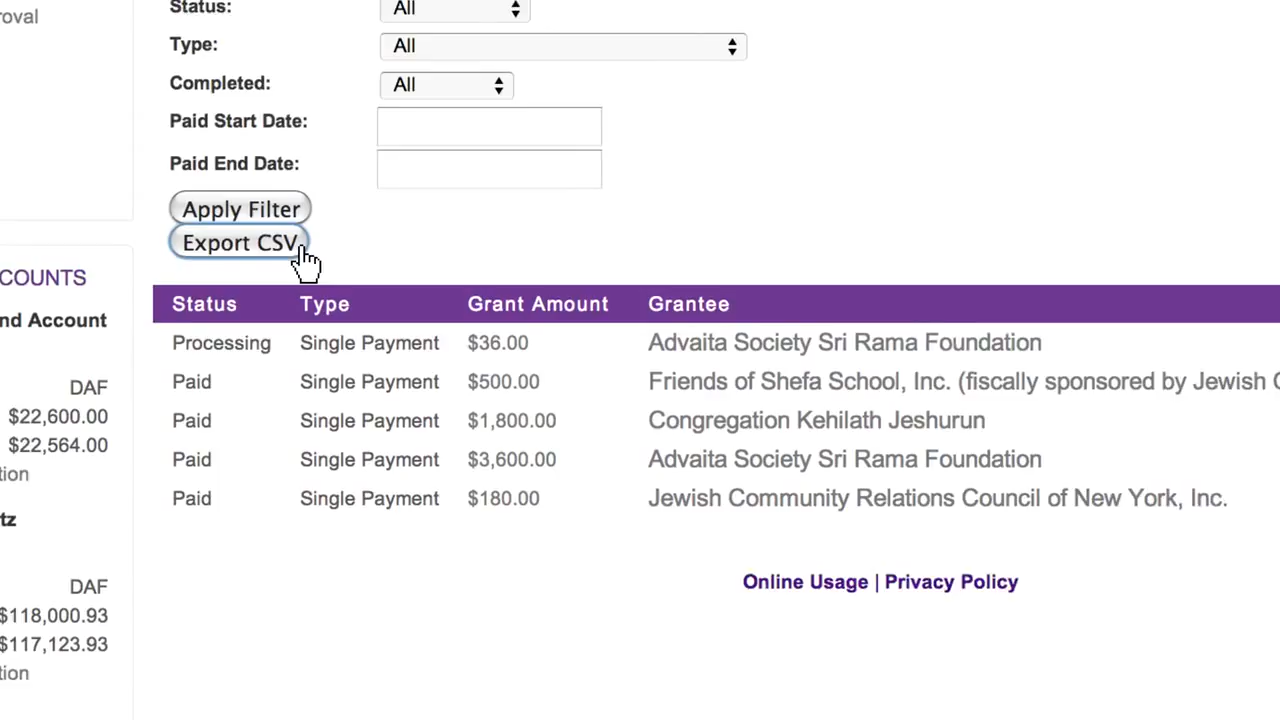 roval
Status: All
Type: All
Completed: All
Paid Start Date:
Paid End Date:
Apply Filter
Export CSV
COUNTS
nd Account
DAF
$22,600.00
$22,564.00
tion
tz
DAF
$118,000.93
$117,123.93
tion
Status Type Grant Amount Grantee
Processing Single Payment $36.00 Advaita Society Sri Rama Foundation
Paid Single Payment $500.00 Friends of Shefa School, Inc. (fiscally sponsored by Jewish C
Paid Single Payment $1,800.00 Congregation Kehilath Jeshurun
Paid Single Payment $3,600.00 Advaita Society Sri Rama Foundation
Paid Single Payment $180.00 Jewish Community Relations Council of New York, Inc.
Online Usage | Privacy Policy